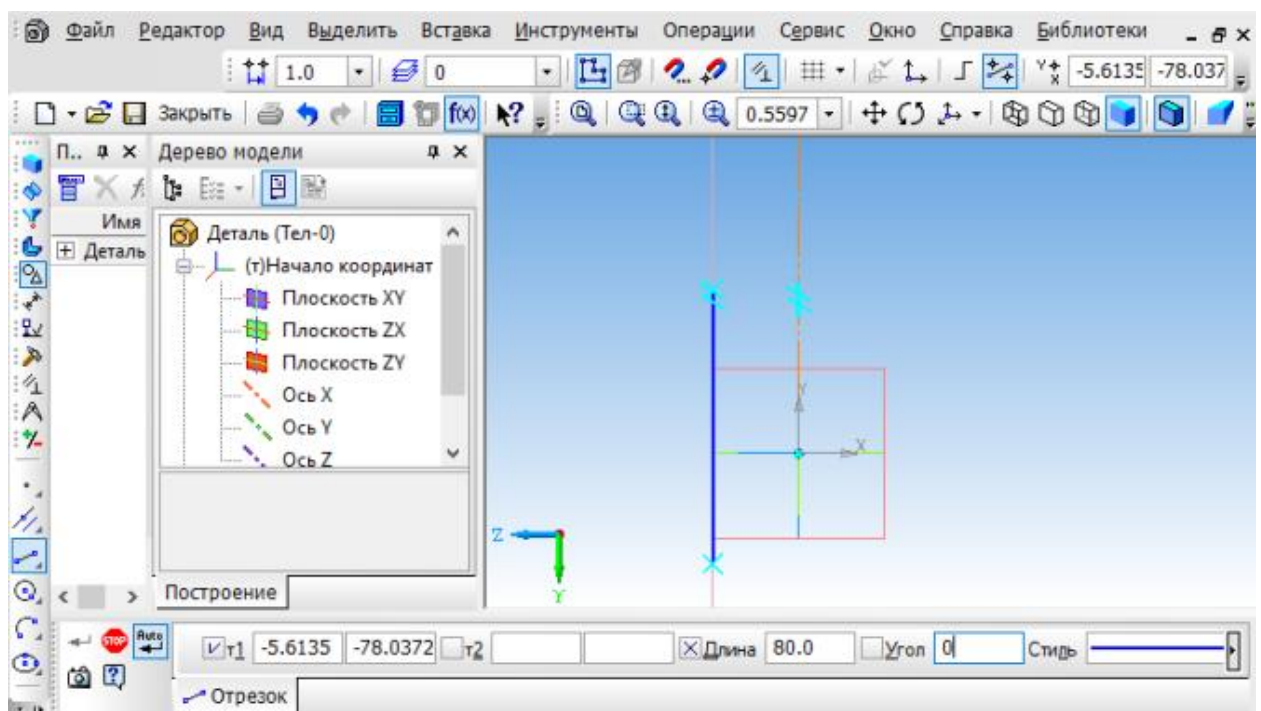 Файл Редактор Вид Выделить Вставка Инструменты Операции Сервис Окно Справка Библиотеки
1.0 0 -5.6135 -78.037
Закрыть f(x) 0.5597
П.. Дерево модели
Имя
Деталь
Деталь (Тел-0)
(т)Начало координат
Плоскость XY
Плоскость ZX
Плоскость ZY
Ось X
Ось Y
Ось Z
Y
X
Z
Y
Построение
STOP Auto т1 -5.6135 -78.0372 т2 Длина 80.0 Угол 0 Стиль
Отрезок